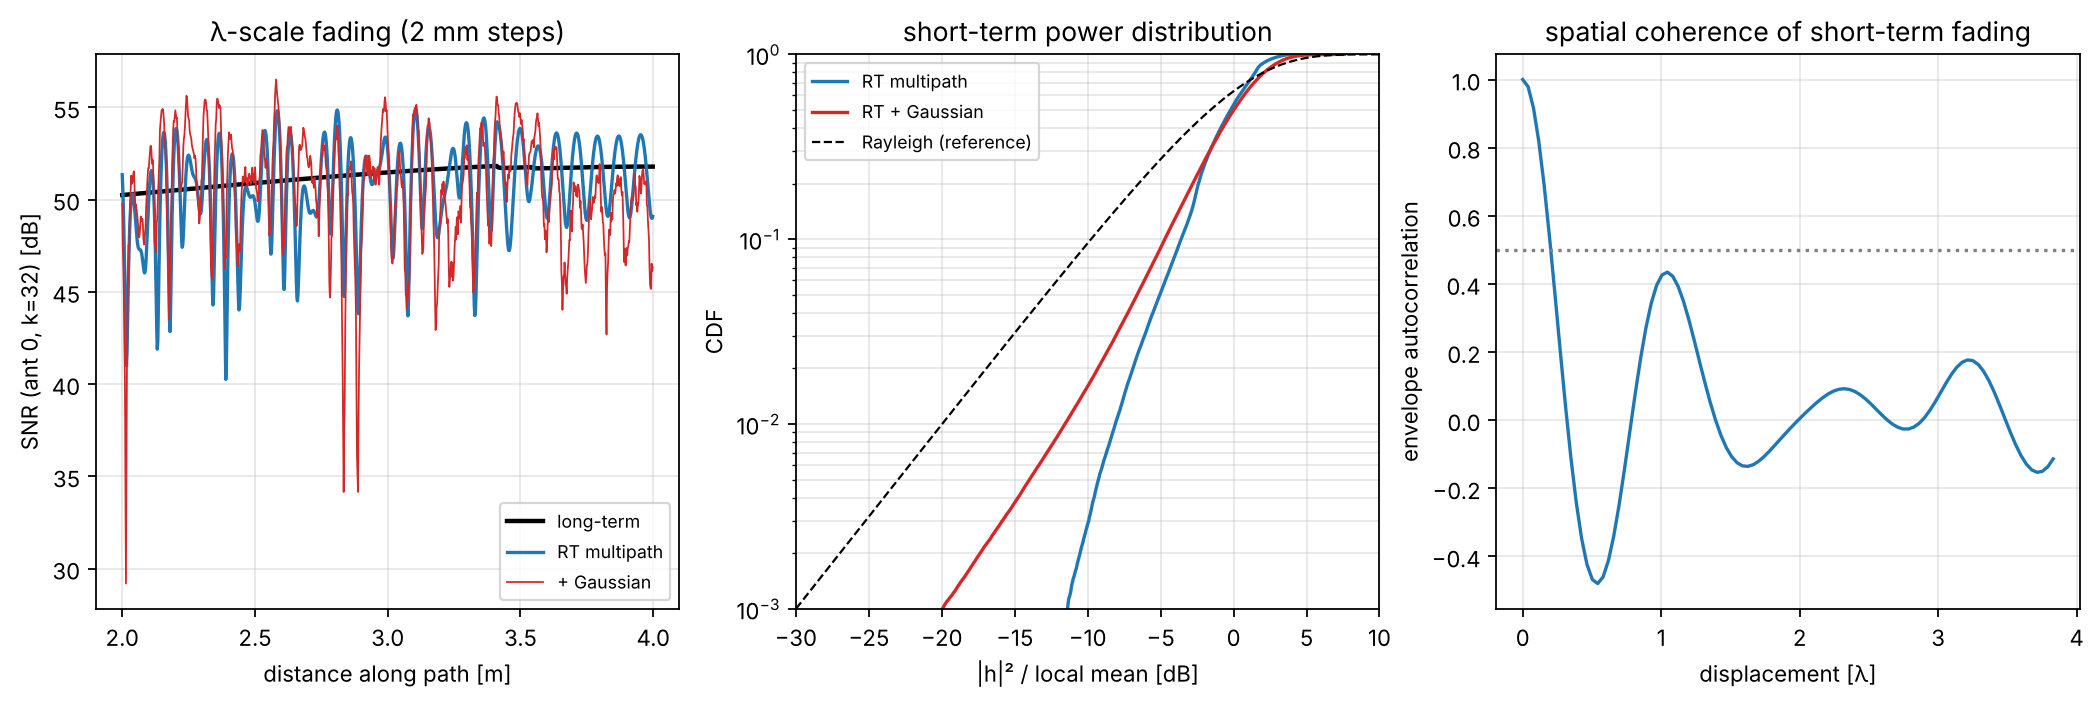 λ-scale fading (2 mm steps)
SNR (ant 0, k=32) [dB]
55
50
45
40
35
30
long-term
RT multipath
+ Gaussian
2.0
2.5
3.0
3.5
4.0
distance along path [m]
short-term power distribution
CDF
10⁰
10⁻¹
10⁻²
10⁻³
RT multipath
RT + Gaussian
Rayleigh (reference)
−30
−25
−20
−15
−10
−5
0
5
10
|h|² / local mean [dB]
spatial coherence of short-term fading
envelope autocorrelation
1.0
0.8
0.6
0.4
0.2
0.0
−0.2
−0.4
0
1
2
3
4
displacement [λ]